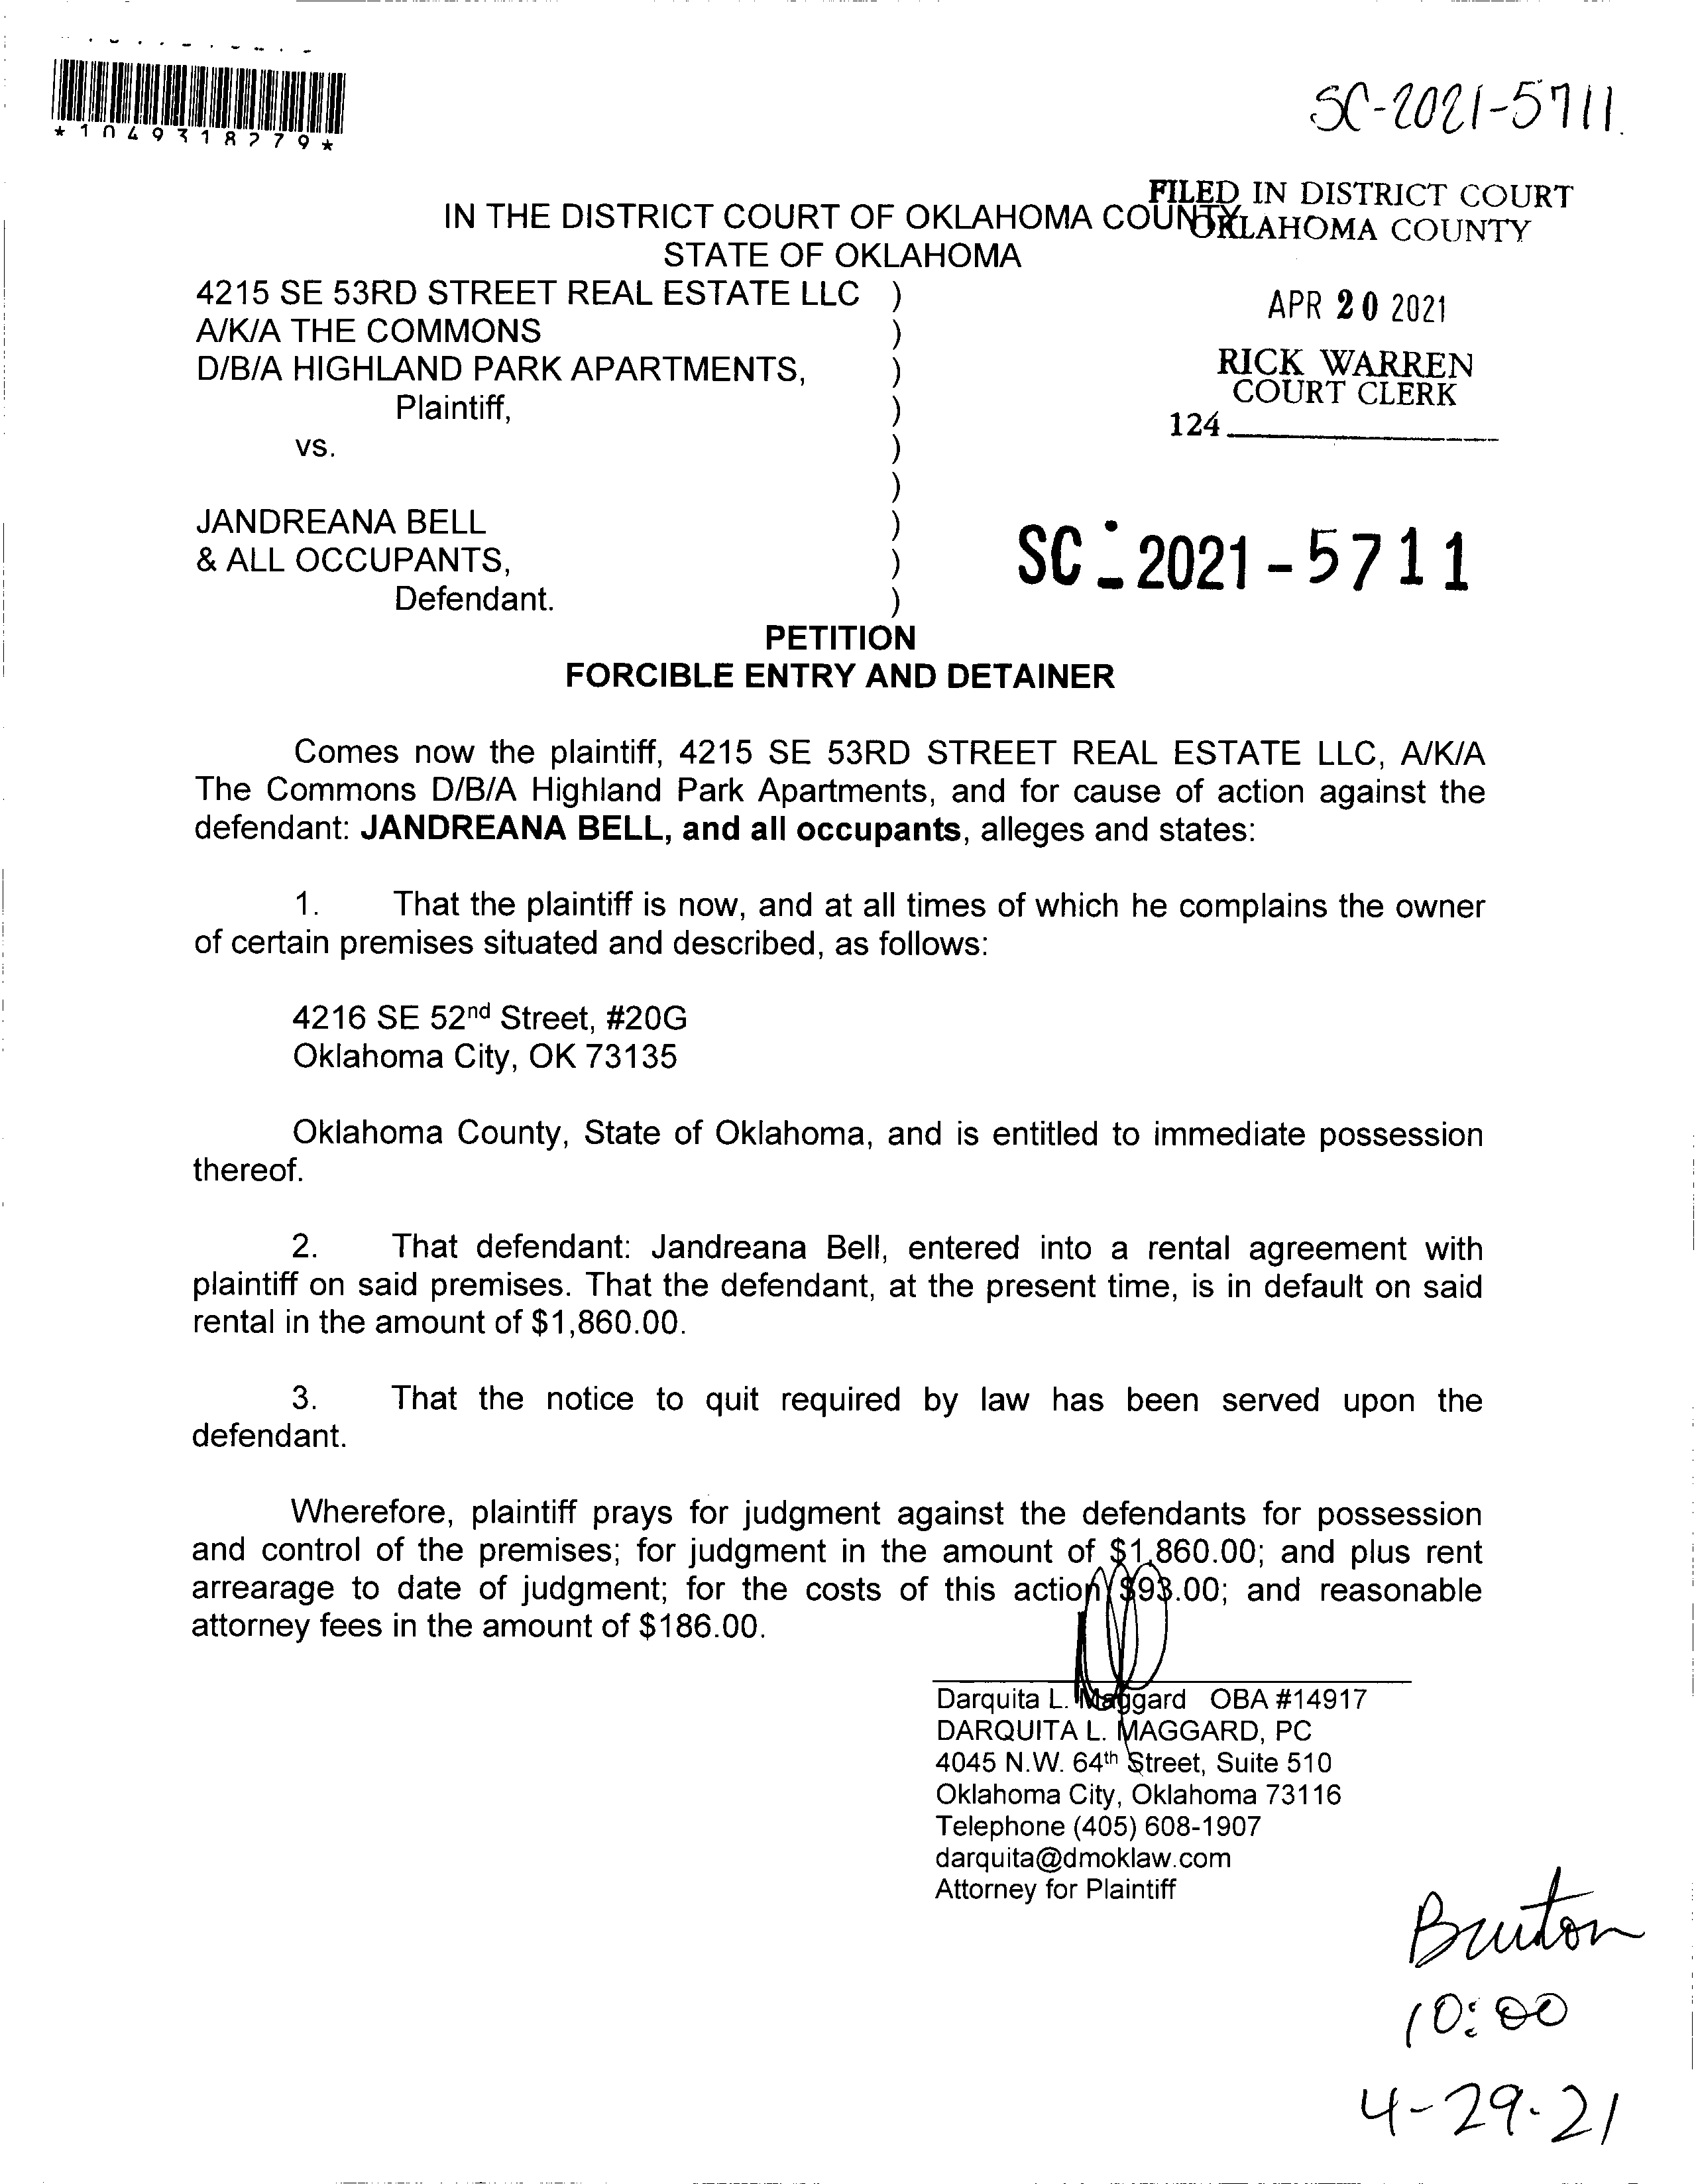 *1049318279*
SC-2021-5711
FILED IN DISTRICT COURT
OKLAHOMA COUNTY
IN THE DISTRICT COURT OF OKLAHOMA COUNTY
STATE OF OKLAHOMA
APR 20 2021
RICK WARREN
COURT CLERK
124
4215 SE 53RD STREET REAL ESTATE LLC )
A/K/A THE COMMONS )
D/B/A HIGHLAND PARK APARTMENTS, )
Plaintiff, )
vs. )
)
JANDREANA BELL )
& ALL OCCUPANTS, )
Defendant. )
SC-2021-5711
PETITION
FORCIBLE ENTRY AND DETAINER
Comes now the plaintiff, 4215 SE 53RD STREET REAL ESTATE LLC, A/K/A
The Commons D/B/A Highland Park Apartments, and for cause of action against the
defendant: JANDREANA BELL, and all occupants, alleges and states:
1. That the plaintiff is now, and at all times of which he complains the owner
of certain premises situated and described, as follows:
4216 SE 52nd Street, #20G
Oklahoma City, OK 73135
Oklahoma County, State of Oklahoma, and is entitled to immediate possession
thereof.
2. That defendant: Jandreana Bell, entered into a rental agreement with
plaintiff on said premises. That the defendant, at the present time, is in default on said
rental in the amount of $1,860.00.
3. That the notice to quit required by law has been served upon the
defendant.
Wherefore, plaintiff prays for judgment against the defendants for possession
and control of the premises; for judgment in the amount of $1,860.00; and plus rent
arrearage to date of judgment; for the costs of this action $93.00; and reasonable
attorney fees in the amount of $186.00.
Darquita L. Maggard OBA #14917
DARQUITA L. MAGGARD, PC
4045 N.W. 64th Street, Suite 510
Oklahoma City, Oklahoma 73116
Telephone (405) 608-1907
darquita@dmoklaw.com
Attorney for Plaintiff
10:00
4-29-21